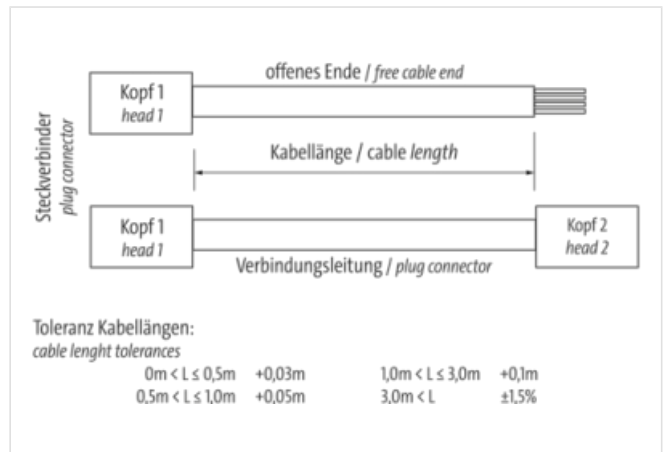 offenes Ende / free cable end
Kopf 1
head 1
Steckverbinder
plug connector
Kabellänge / cable length
Kopf 1
head 1
Kopf 2
head 2
Verbindungsleitung / plug connector
Toleranz Kabellängen:
cable lenght tolerances
0m < L ≤ 0,5m +0,03m 1,0m < L ≤ 3,0m +0,1m
0,5m < L ≤ 1,0m +0,05m 3,0m < L ±1,5%